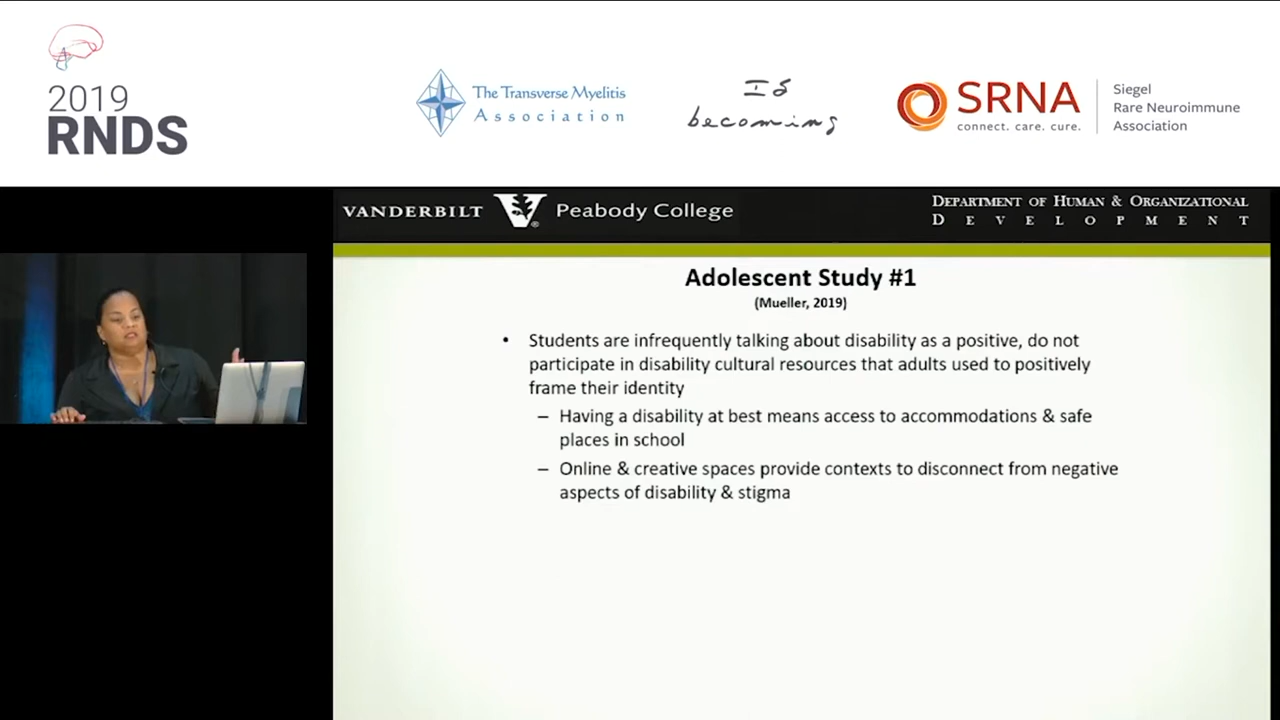 2019
RNDS
The Transverse Myelitis
Association
Is
becoming
SRNA
connect. care. cure.
Siegel
Rare Neuroimmune
Association
VANDERBILT V® Peabody College
DEPARTMENT OF HUMAN & ORGANIZATIONAL
DEVELOPMENT
Adolescent Study #1
(Mueller, 2019)
• Students are infrequently talking about disability as a positive, do not
participate in disability cultural resources that adults used to positively
frame their identity
– Having a disability at best means access to accommodations & safe
places in school
– Online & creative spaces provide contexts to disconnect from negative
aspects of disability & stigma